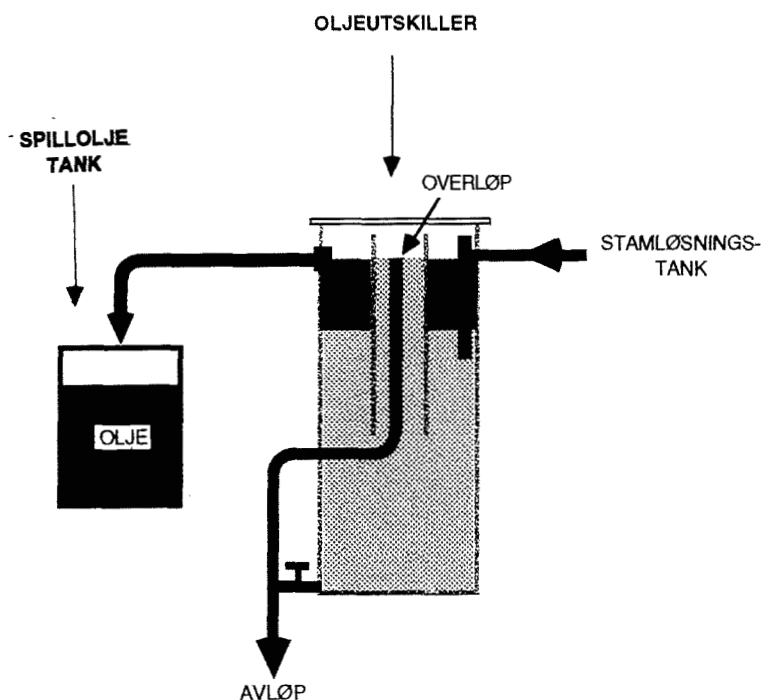 OLJEUTSKILLER
SPILLOLJE
TANK
OVERLØP
STAMLØSNINGS-
TANK
OLJE
AVLØP